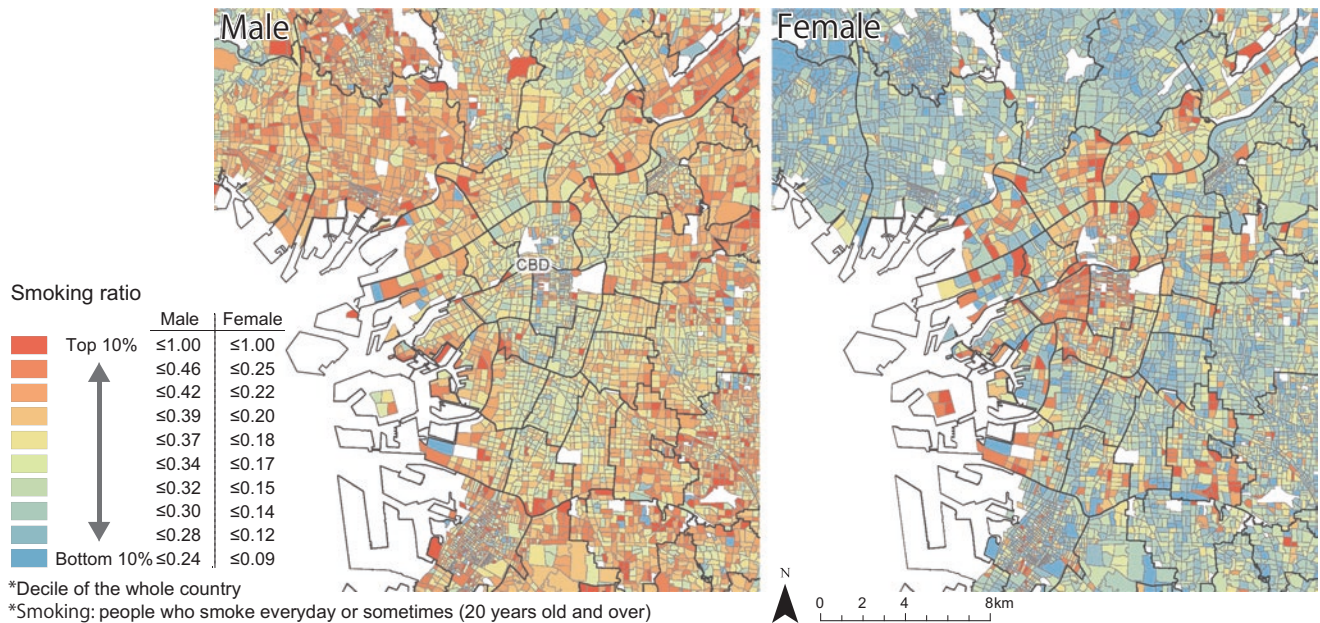 Male
Female
CBD
Smoking ratio
Male Female
Top 10% ≤1.00 ≤1.00
≤0.46 ≤0.25
≤0.42 ≤0.22
≤0.39 ≤0.20
≤0.37 ≤0.18
≤0.34 ≤0.17
≤0.32 ≤0.15
≤0.30 ≤0.14
≤0.28 ≤0.12
Bottom 10% ≤0.24 ≤0.09
*Decile of the whole country
*Smoking: people who smoke everyday or sometimes (20 years old and over)
N
0 2 4 8km